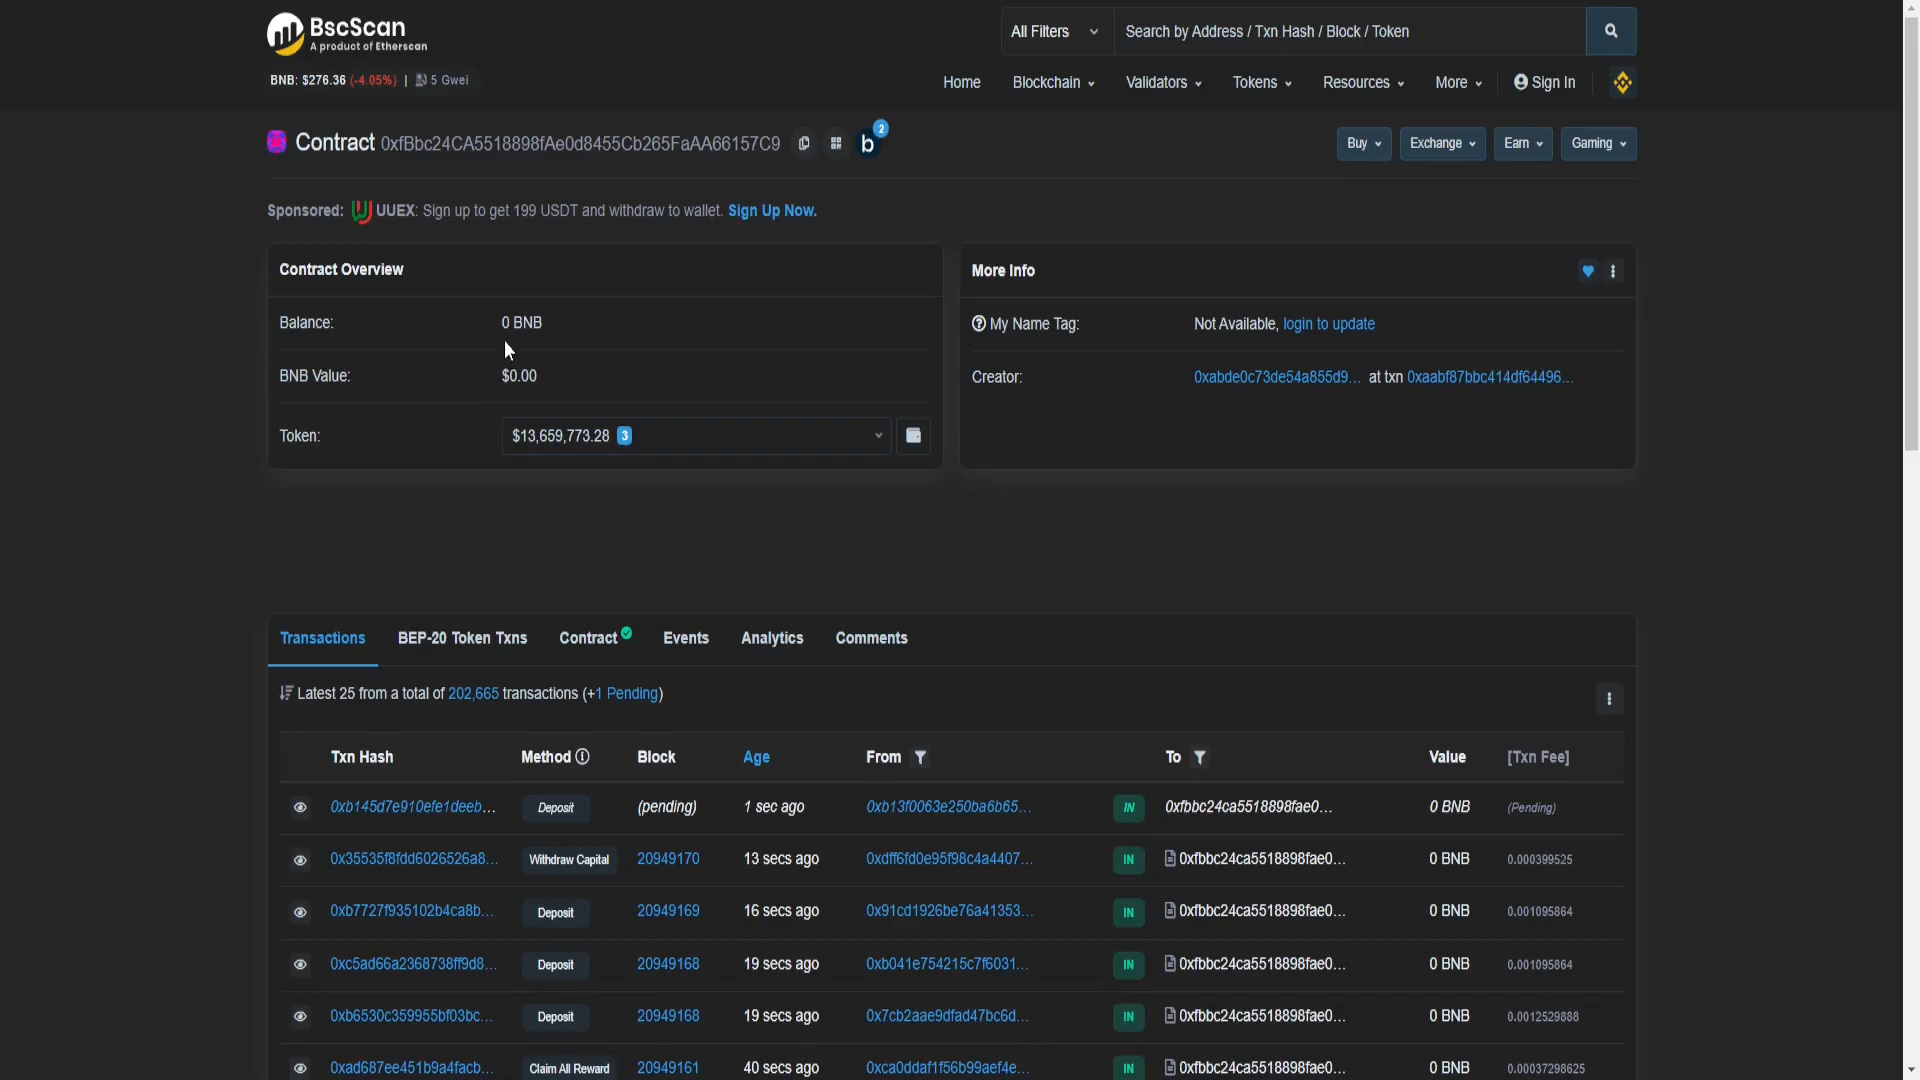 BscScan
A product of Etherscan
All Filters
Search by Address / Txn Hash / Block / Token
BNB: $276.36 (-4.05%) | 5 Gwei
Home Blockchain Validators Tokens Resources More Sign In
Contract 0xfBbc24CA5518898fAe0d8455Cb265FaAA66157C9 b 2
Buy Exchange Earn Gaming
Sponsored: UUEX: Sign up to get 199 USDT and withdraw to wallet. Sign Up Now.
Contract Overview
Balance: 0 BNB
BNB Value: $0.00
Token: $13,659,773.28 3
More Info
My Name Tag: Not Available, login to update
Creator: 0xabde0c73de54a855d9... at txn 0xaabf87bbc414df64496...
Transactions BEP-20 Token Txns Contract Events Analytics Comments
Latest 25 from a total of 202,665 transactions (+1 Pending)
Txn Hash Method Block Age From To Value [Txn Fee]
0xb145d7e910efe1deeb... Deposit (pending) 1 sec ago 0xb13f0063e250ba6b65... IN 0xfbbc24ca5518898fae0... 0 BNB (Pending)
0x35535f8fdd6026526a8... Withdraw Capital 20949170 13 secs ago 0xdff6fd0e95f98c4a4407... IN 0xfbbc24ca5518898fae0... 0 BNB 0.000399525
0xb7727f935102b4ca8b... Deposit 20949169 16 secs ago 0x91cd1926be76a41353... IN 0xfbbc24ca5518898fae0... 0 BNB 0.001095864
0xc5ad66a2368738ff9d8... Deposit 20949168 19 secs ago 0xb041e754215c7f6031... IN 0xfbbc24ca5518898fae0... 0 BNB 0.001095864
0xb6530c359955bf03bc... Deposit 20949168 19 secs ago 0x7cb2aae9dfad47bc6d... IN 0xfbbc24ca5518898fae0... 0 BNB 0.0012529888
0xad687ee451b9a4facb... Claim All Reward 20949161 40 secs ago 0xca0ddaf1f56b99aef4e... IN 0xfbbc24ca5518898fae0... 0 BNB 0.00037298625